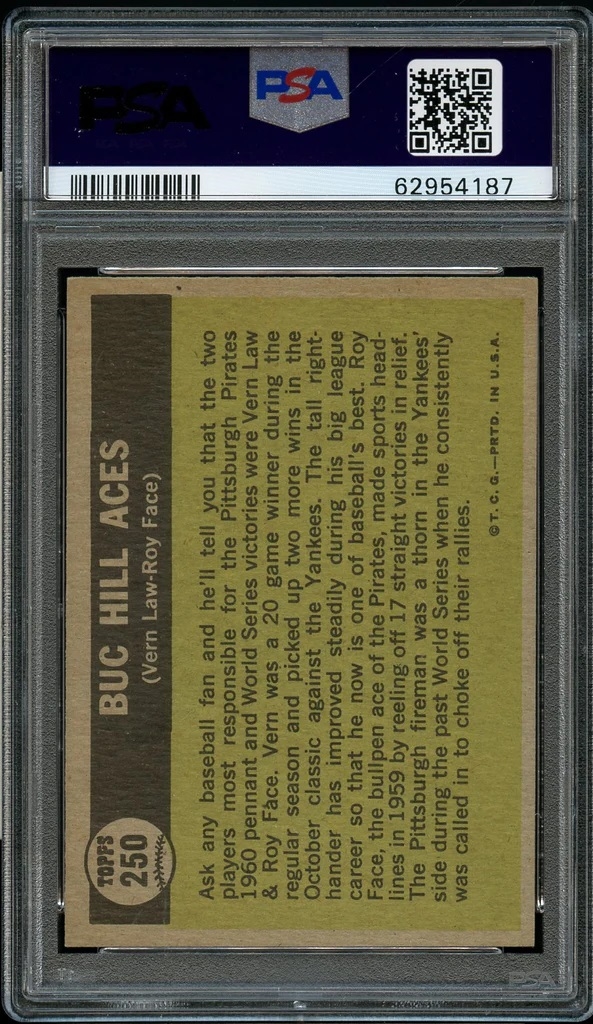 PSA
PSA
62954187
TOPPS
250
BUC HILL ACES
(Vern Law-Roy Face)
Ask any baseball fan and he'll tell you that the two
players most responsible for the Pittsburgh Pirates
1960 pennant and World Series victories were Vern Law
& Roy Face. Vern was a 20 game winner during the
regular season and picked up two more wins in the
October classic against the Yankees. The tall right-
hander has improved steadily during his big league
career so that he now is one of baseball's best. Roy
Face, the bullpen ace of the Pirates, made sports head-
lines in 1959 by reeling off 17 straight victories in relief.
The Pittsburgh fireman was a thorn in the Yankees'
side during the past World Series when he consistently
was called in to choke off their rallies.
© T. C. G.—PRTD. IN U.S.A.
PSA